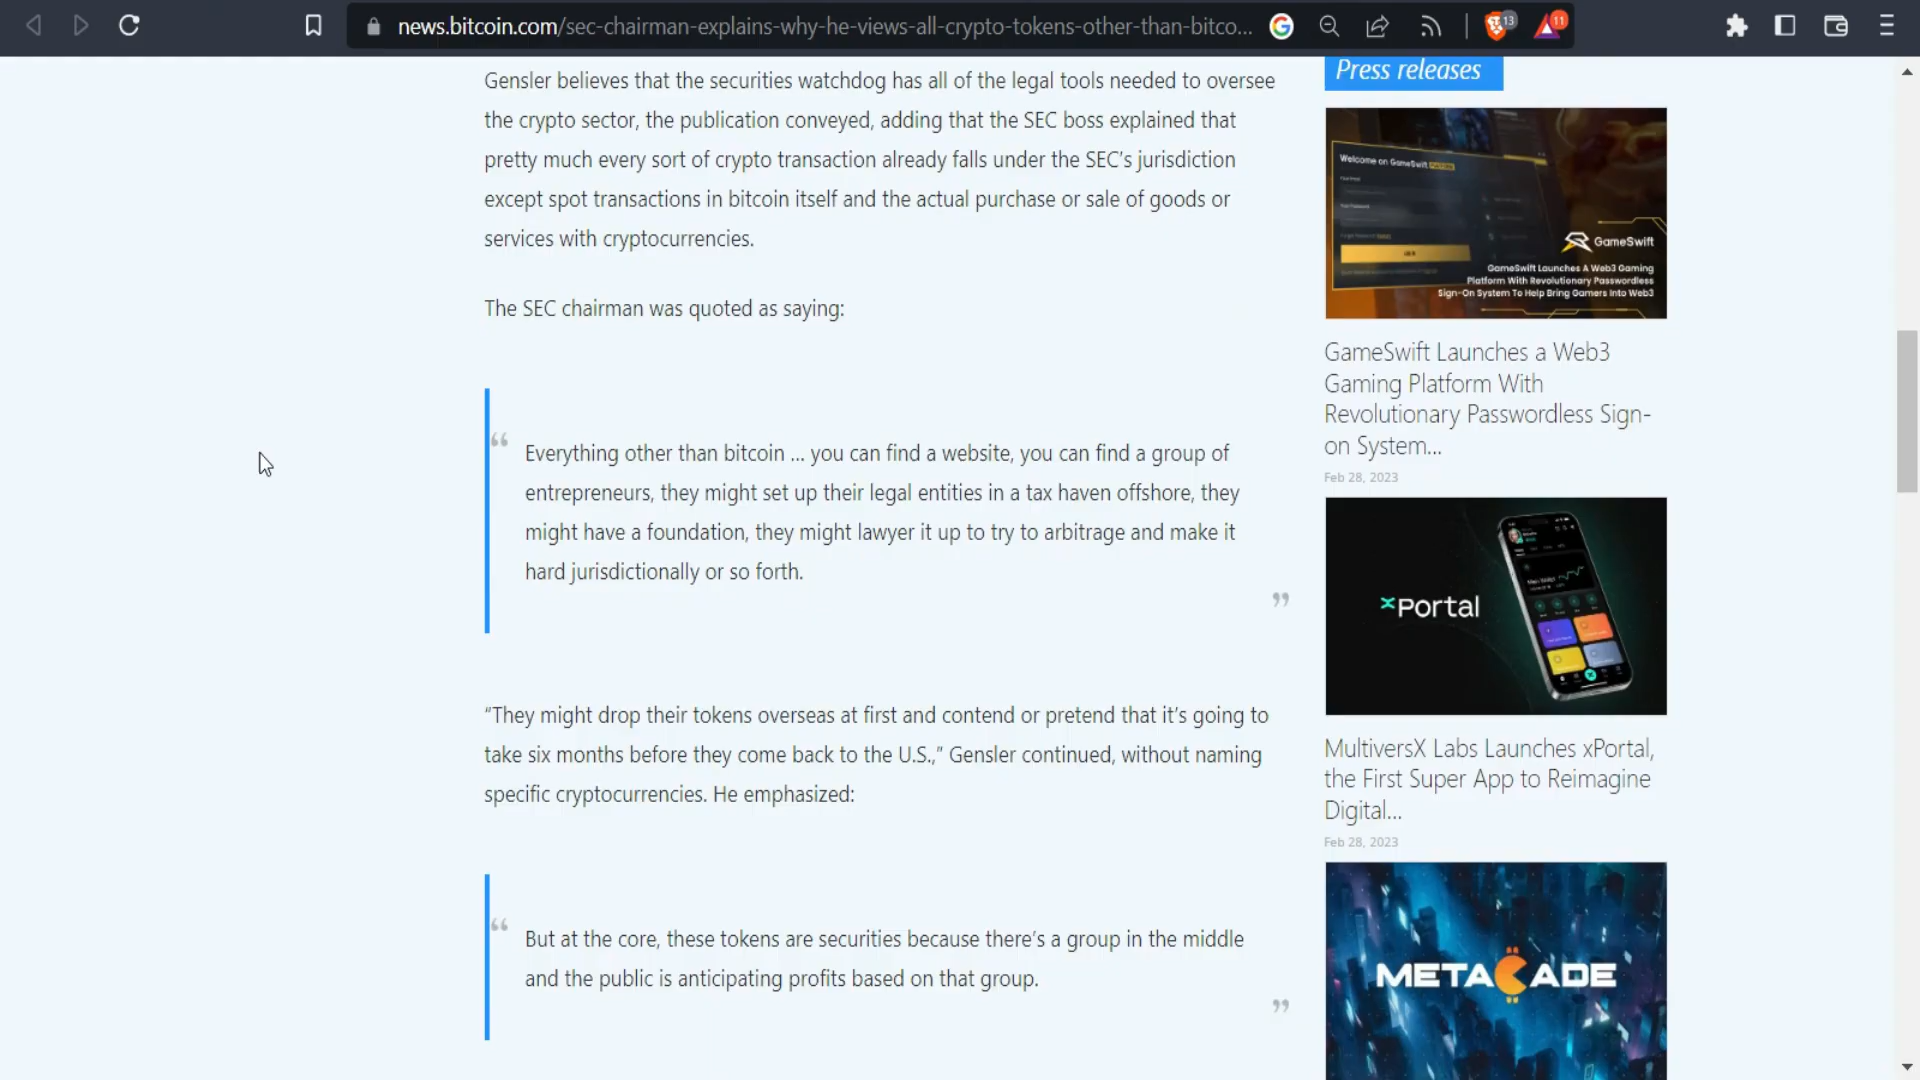 news.bitcoin.com/sec-chairman-explains-why-he-views-all-crypto-tokens-other-than-bitco...
13
11
Gensler believes that the securities watchdog has all of the legal tools needed to oversee
the crypto sector, the publication conveyed, adding that the SEC boss explained that
pretty much every sort of crypto transaction already falls under the SEC's jurisdiction
except spot transactions in bitcoin itself and the actual purchase or sale of goods or
services with cryptocurrencies.
The SEC chairman was quoted as saying:
“ Everything other than bitcoin ... you can find a website, you can find a group of
entrepreneurs, they might set up their legal entities in a tax haven offshore, they
might have a foundation, they might lawyer it up to try to arbitrage and make it
hard jurisdictionally or so forth.
”
“They might drop their tokens overseas at first and contend or pretend that it's going to
take six months before they come back to the U.S.,” Gensler continued, without naming
specific cryptocurrencies. He emphasized:
“ But at the core, these tokens are securities because there's a group in the middle
and the public is anticipating profits based on that group.
”
Press releases
Welcome on GameSwift
GameSwift
GameSwift Launches A Web3 Gaming
Platform With Revolutionary Passwordless
Sign-On System To Help Bring Gamers Into Web3
GameSwift Launches a Web3
Gaming Platform With
Revolutionary Passwordless Sign-
on System...
Feb 28, 2023
xPortal
MultiversX Labs Launches xPortal,
the First Super App to Reimagine
Digital...
Feb 28, 2023
METACADE